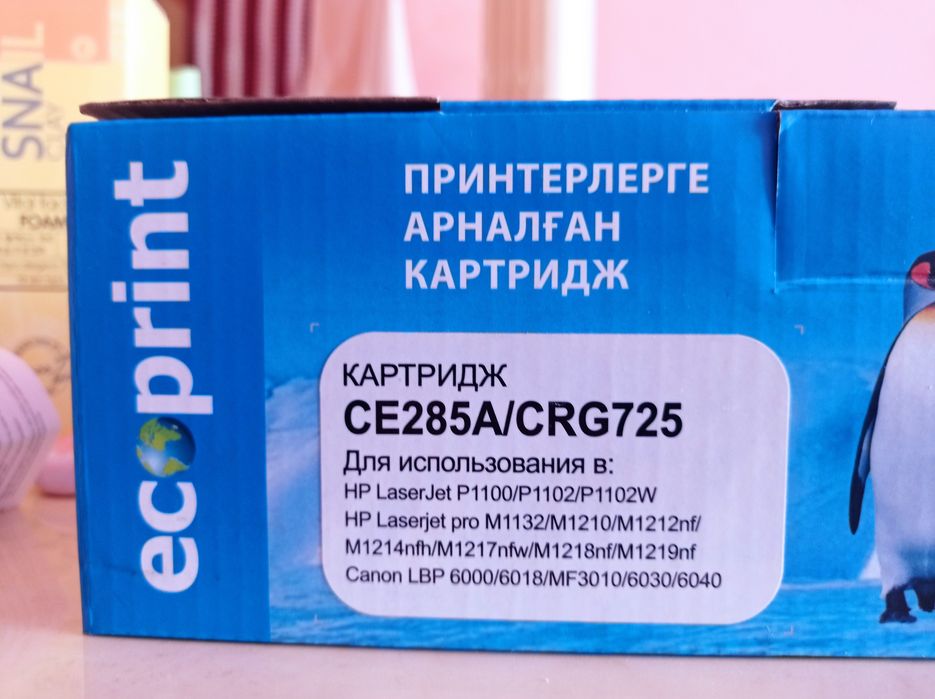 SNAIL
FOAM
ecoprint
ПРИНТЕРЛЕРГЕ
АРНАЛҒАН
КАРТРИДЖ
КАРТРИДЖ
CE285A/CRG725
Для использования в:
HP LaserJet P1100/P1102/P1102W
HP Laserjet pro M1132/M1210/M1212nf/
M1214nfh/M1217nfw/M1218nf/M1219nf
Canon LBP 6000/6018/MF3010/6030/6040